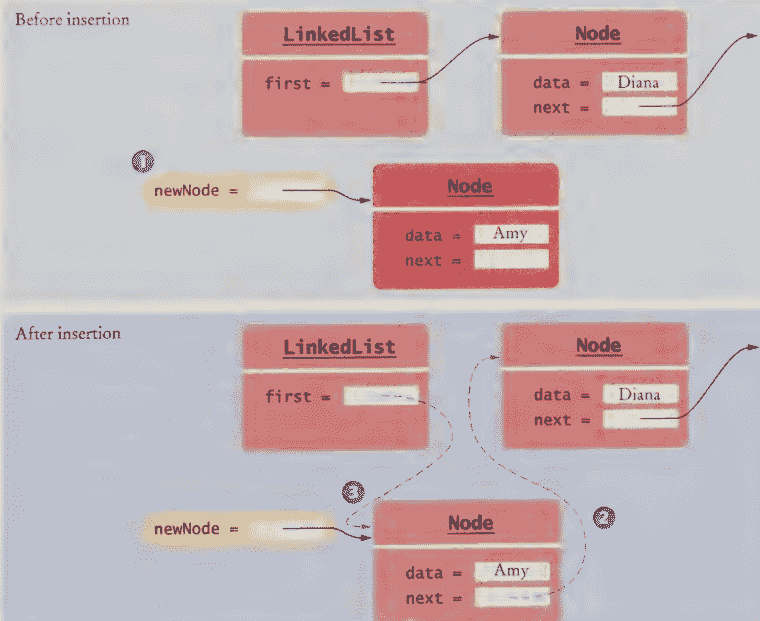 Before insertion
LinkedList
Node
first =
data = Diana
next =
1
newNode =
Node
data = Amy
next =
After insertion
LinkedList
Node
first =
data = Diana
next =
3
newNode =
Node
2
data = Amy
next =